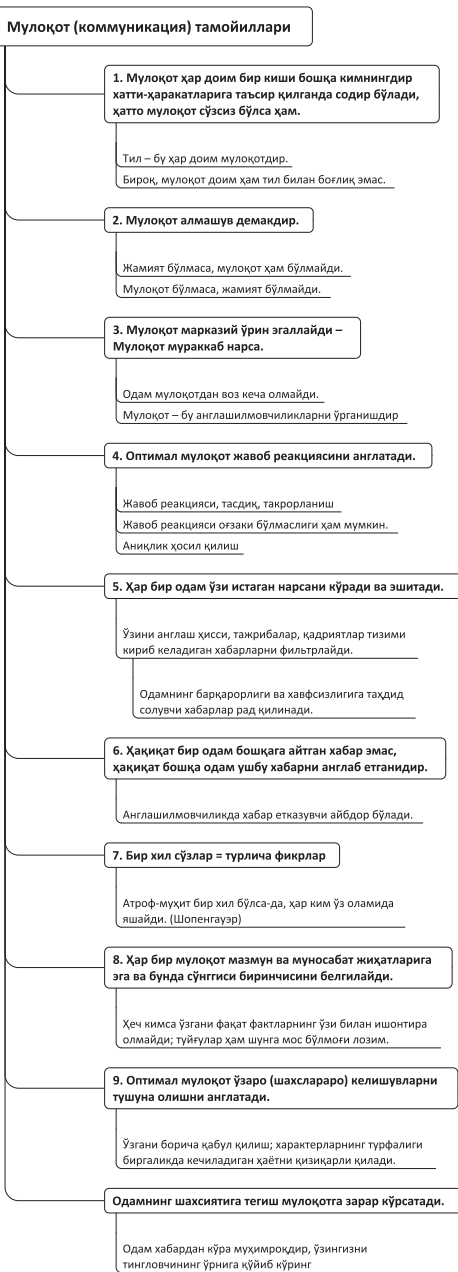 Мулоқот (коммуникация) тамойиллари
1. Мулоқот ҳар доим бир киши бошқа кимнингдир
хатти-ҳаракатларига таъсир қилганда содир бўлади,
ҳатто мулоқот сўзсиз бўлса ҳам.
Тил – бу ҳар доим мулоқотдир.
Бироқ, мулоқот доим ҳам тил билан боғлиқ эмас.
2. Мулоқот алмашув демакдир.
Жамият бўлмаса, мулоқот ҳам бўлмайди.
Мулоқот бўлмаса, жамият бўлмайди.
3. Мулоқот марказий ўрин эгаллайди –
Мулоқот мураккаб нарса.
Одам мулоқотдан воз кеча олмайди.
Мулоқот – бу англашилмовчиликларни ўрганишдир
4. Оптимал мулоқот жавоб реакциясини англатади.
Жавоб реакцияси, тасдиқ, такрорланиш
Жавоб реакцияси оғзаки бўлмаслиги ҳам мумкин.
Аниқлик ҳосил қилиш
5. Ҳар бир одам ўзи истаган нарсани кўради ва эшитади.
Ўзини англаш ҳисси, тажрибалар, қадриятлар тизими
кириб келадиган хабарларни фильтрлайди.
Одамнинг барқарорлиги ва хавфсизлигига таҳдид
солувчи хабарлар рад қилинади.
6. Ҳақиқат бир одам бошқага айтган хабар эмас,
ҳақиқат бошқа одам ушбу хабарни англаб етганидир.
Англашилмовчиликда хабар етказувчи айбдор бўлади.
7. Бир хил сўзлар = турлича фикрлар
Атроф-муҳит бир хил бўлса-да, ҳар ким ўз оламида
яшайди. (Шопенгауэр)
8. Ҳар бир мулоқот мазмун ва муносабат жиҳатларига
эга ва бунда сўнггиси биринчисини белгилайди.
Ҳеч кимса ўзгани фақат фактларнинг ўзи билан ишонтира
олмайди; туйғулар ҳам шунга мос бўлмоғи лозим.
9. Оптимал мулоқот ўзаро (шахслараро) келишувларни
тушуна олишни англатади.
Ўзгани борича қабул қилиш; характерларнинг турфалиги
биргаликда кечиладиган ҳаётни қизиқарли қилади.
Одамнинг шахсиятига тегиш мулоқотга зарар кўрсатади.
Одам хабардан кўра муҳимроқдир, ўзингизни
тингловчининг ўрнига қўйиб кўринг